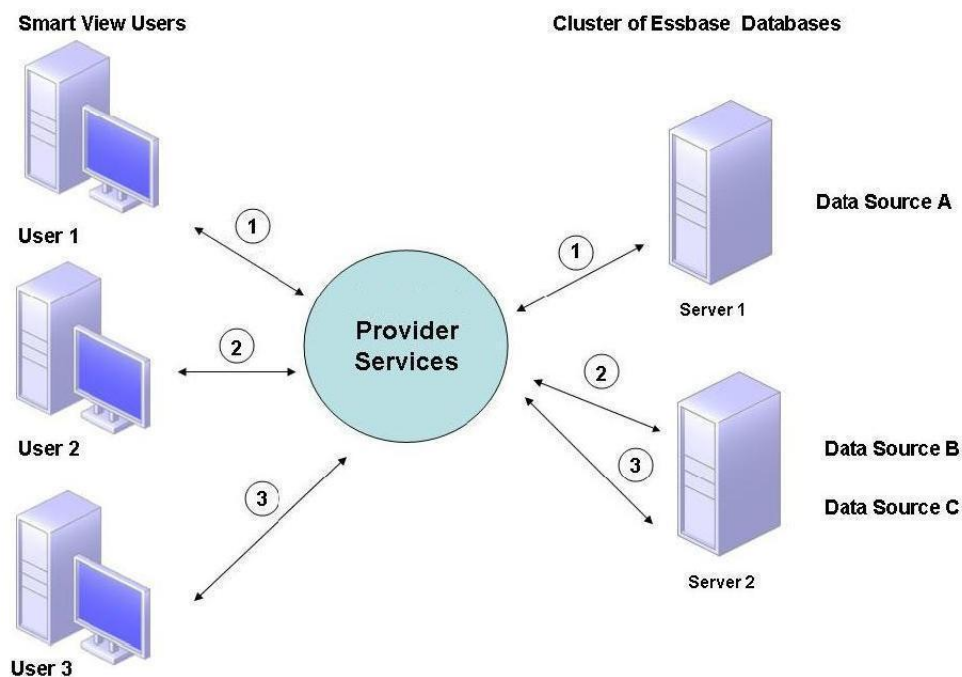 Smart View Users
Cluster of Essbase Databases
User 1
1
1
Data Source A
Server 1
Provider
Services
2
2
User 2
3
3
Data Source B
Data Source C
Server 2
User 3